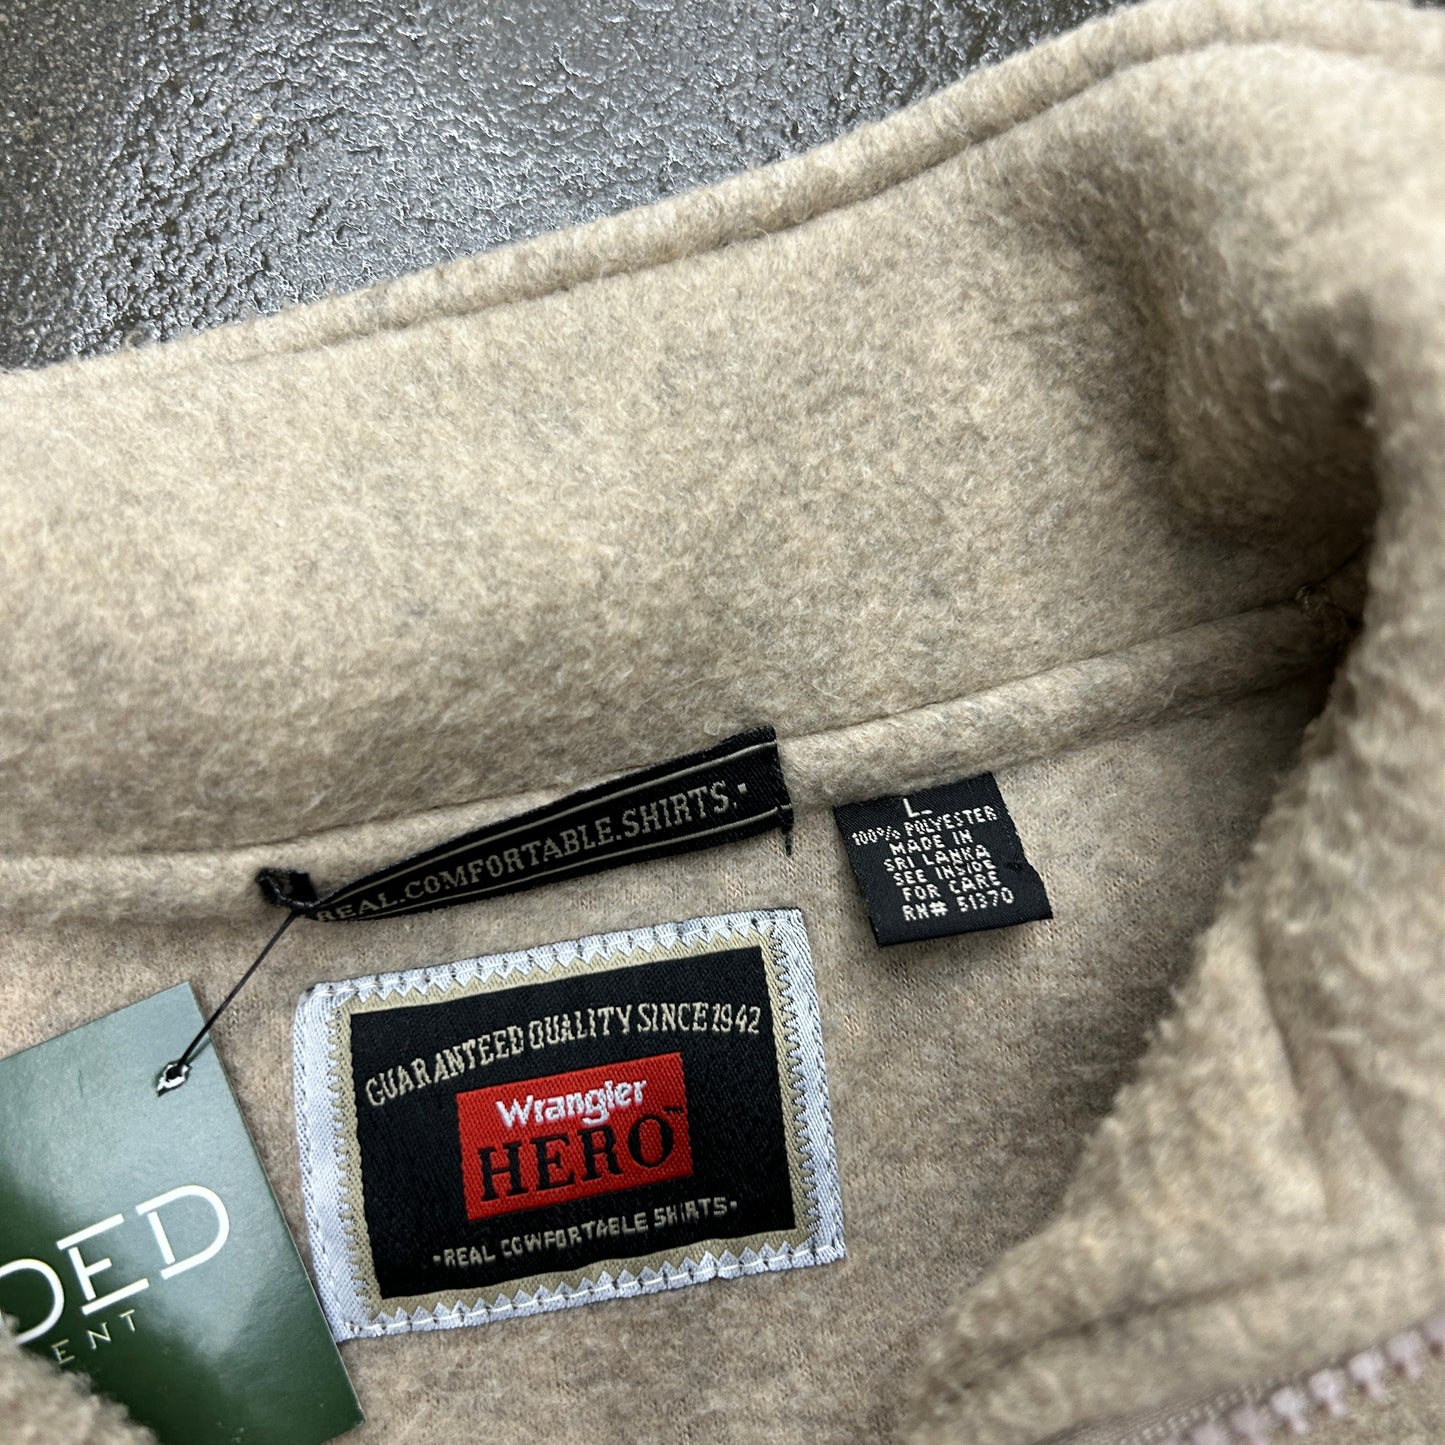 REAL.COMFORTABLE.SHIRTS.
L
100% POLYESTER
MADE IN
SRI LANKA
SEE INSIDE
FOR CARE
RN# 51370
GUARANTEED QUALITY SINCE 1942
Wrangler
HERO™
-REAL COMFORTABLE SHIRTS-
DED
ENT